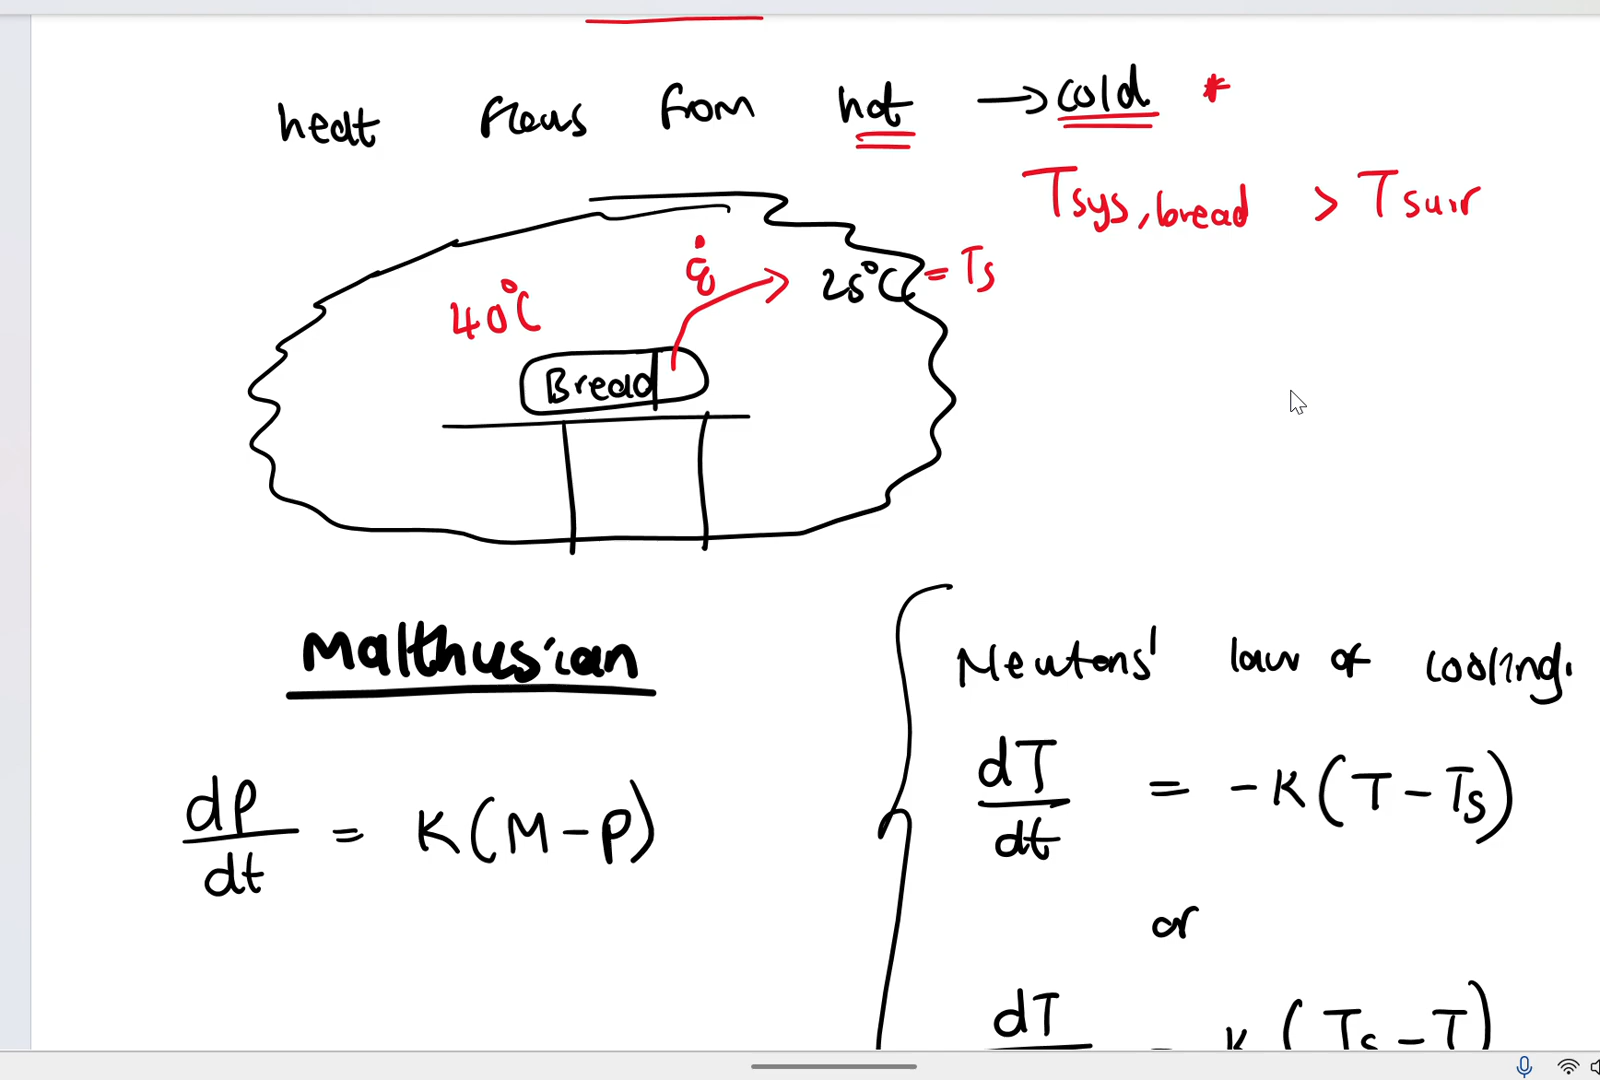 heat flows from hot → cold *
Tsys,bread > Tsurr
q̇
25°C = Ts
40°C
Bread
Malthusian
dP/dt = K(M-P)
Newtons' law of cooling.
dT/dt = -K(T-Ts)
or
dT = K(Ts-T)